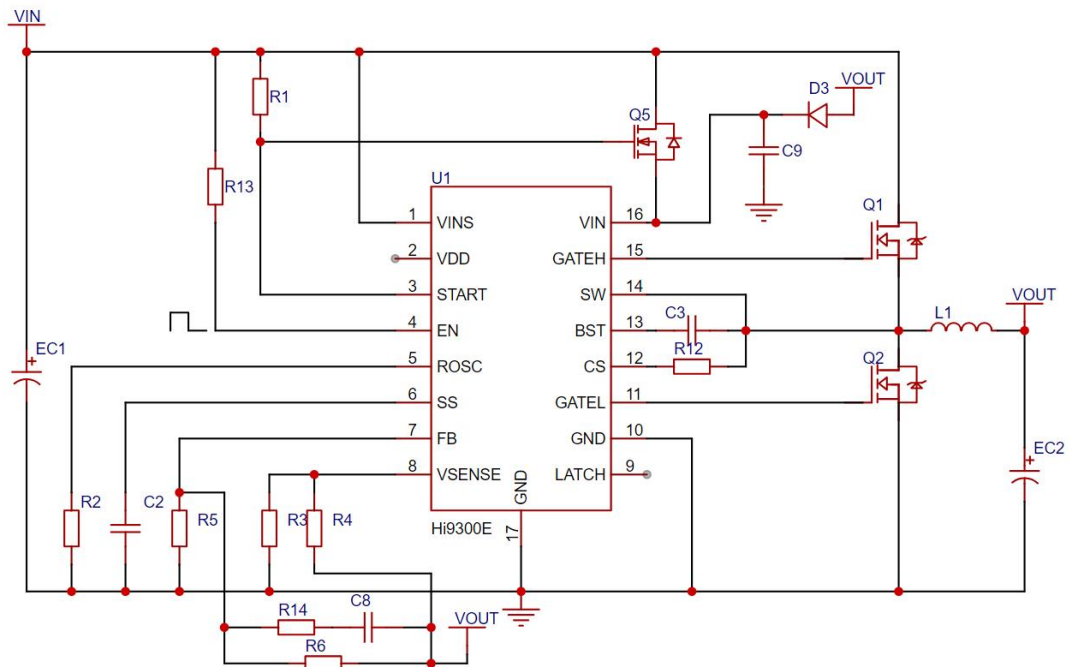 VIN
R1
Q5
D3
VOUT
C9
R13
U1
Q1
1 VINS
2 VDD
3 START
4 EN
5 ROSC
6 SS
7 FB
8 VSENSE
VIN 16
GATEH 15
SW 14
BST 13
CS 12
GATEL 11
GND 10
LATCH 9
GND
17
Hi9300E
C3
R12
L1
VOUT
Q2
EC1
+
EC2
+
R2
C2
R5
R3
R4
R14
C8
VOUT
R6